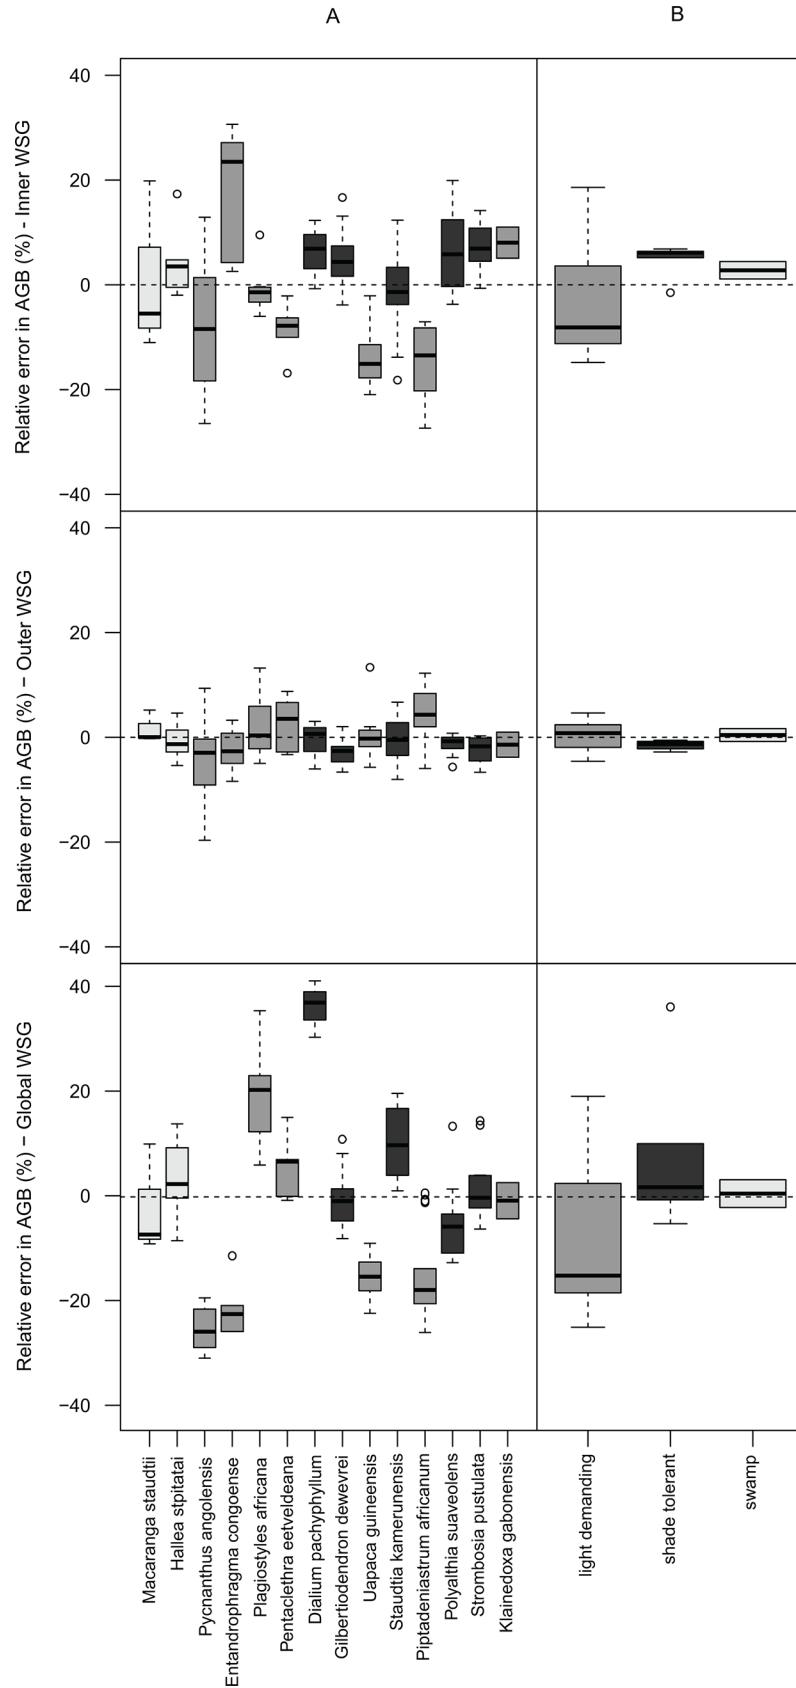 A
B
Relative error in AGB (%) - Inner WSG
40
20
0
−20
−40
Relative error in AGB (%) − Outer WSG
40
20
0
−20
−40
Relative error in AGB (%) − Global WSG
40
20
0
−20
−40
Macaranga staudtii
Hallea stpitatai
Pycnanthus angolensis
Entandrophragma congoense
Plagiostyles africana
Pentaclethra eetveldeana
Dialium pachyphyllum
Gilbertiodendron dewevrei
Uapaca guineensis
Staudtia kamerunensis
Piptadeniastrum africanum
Polyalthia suaveolens
Strombosia pustulata
Klainedoxa gabonensis
light demanding
shade tolerant
swamp